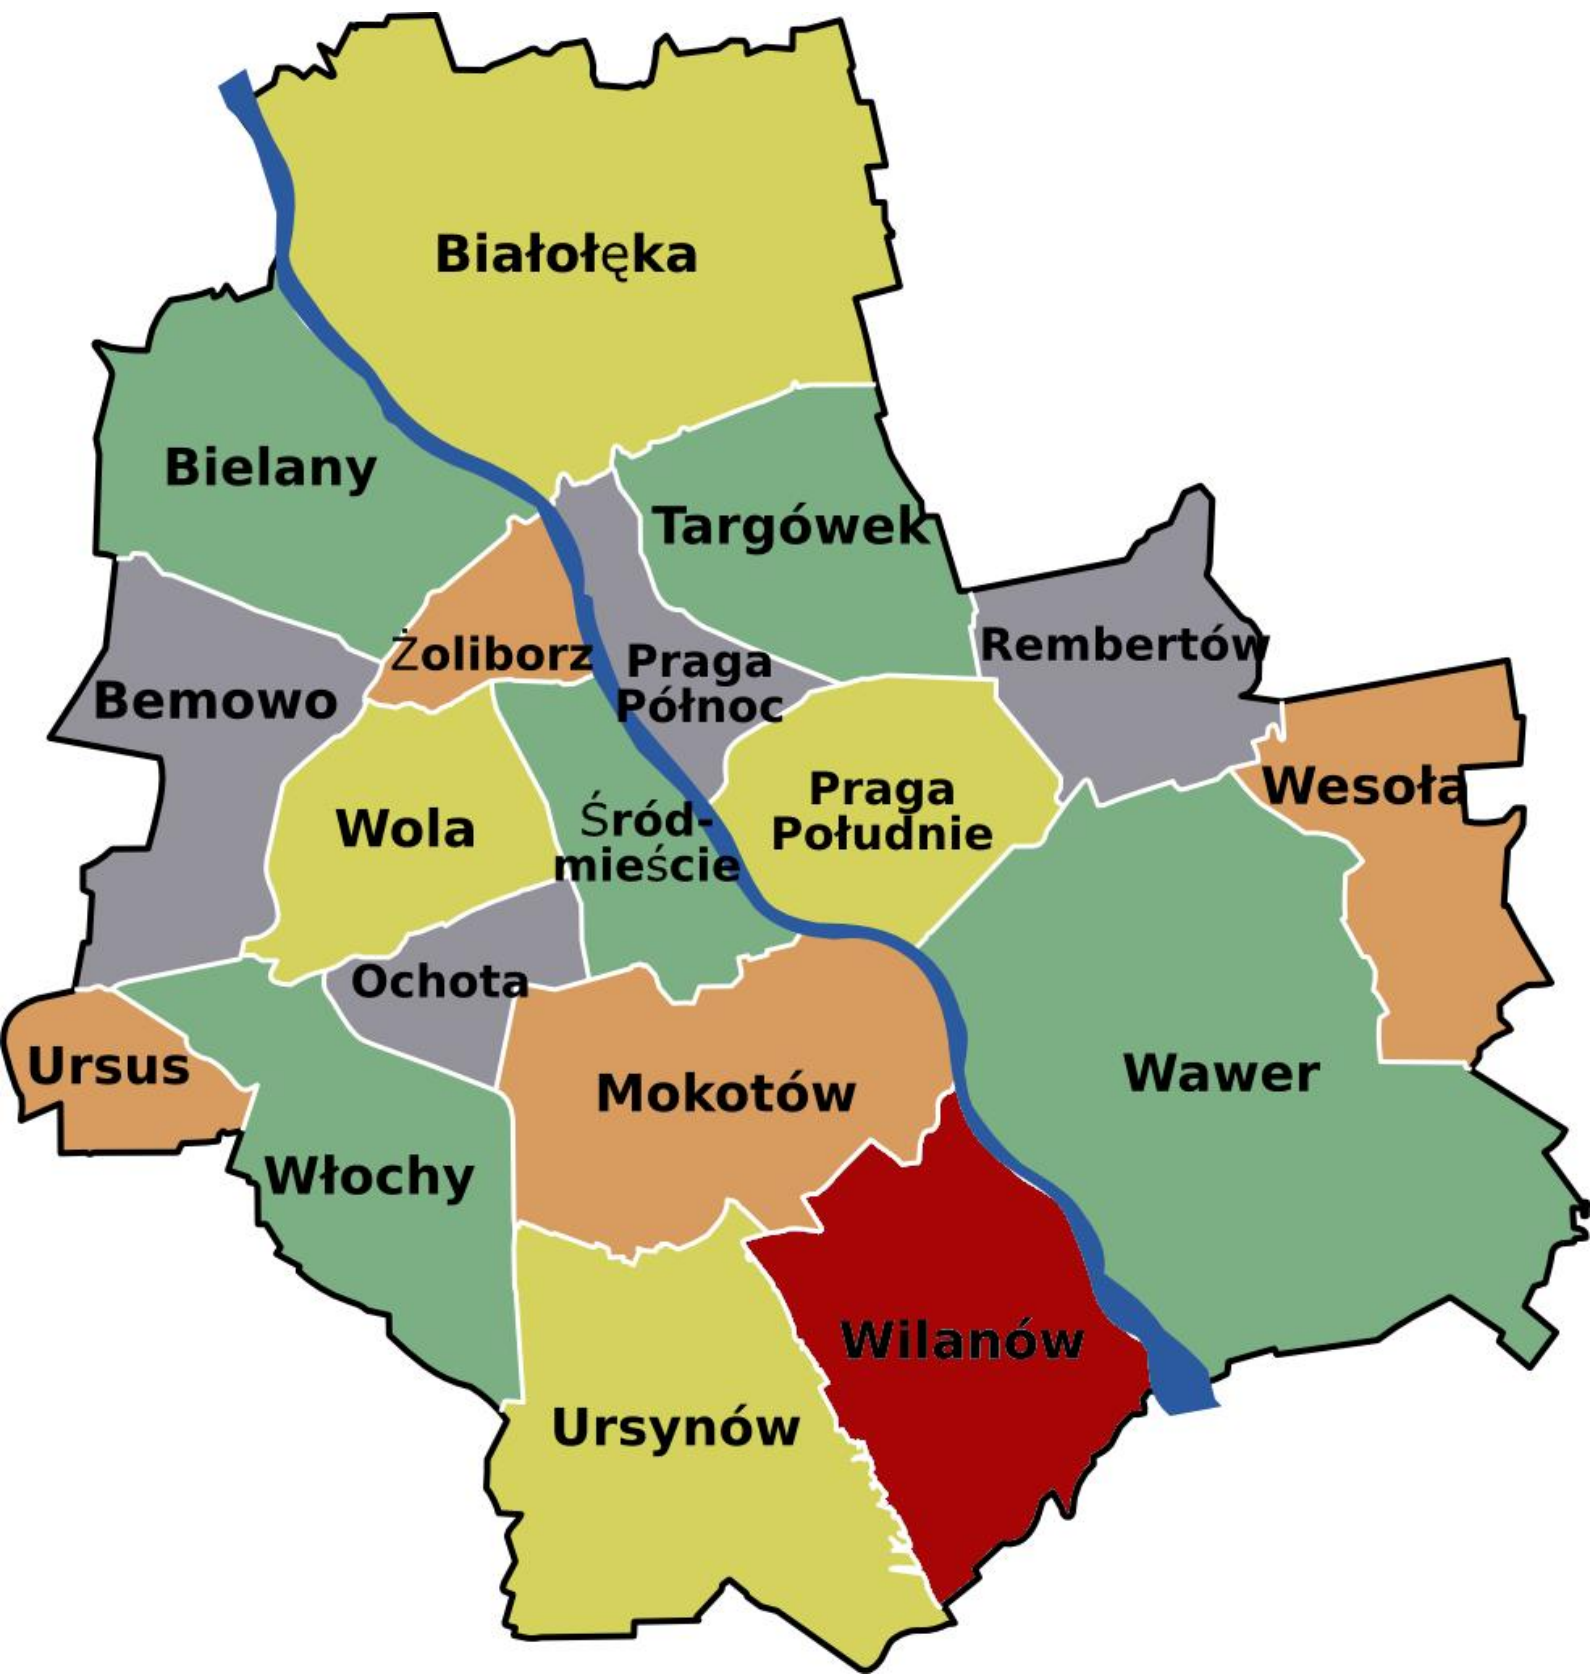 Białołęka
Bielany
Targówek
Rembertów
Żoliborz
Praga
Północ
Bemowo
Wesoła
Praga
Południe
Wola
Śród-
mieście
Ochota
Ursus
Wawer
Mokotów
Włochy
Wilanów
Ursynów